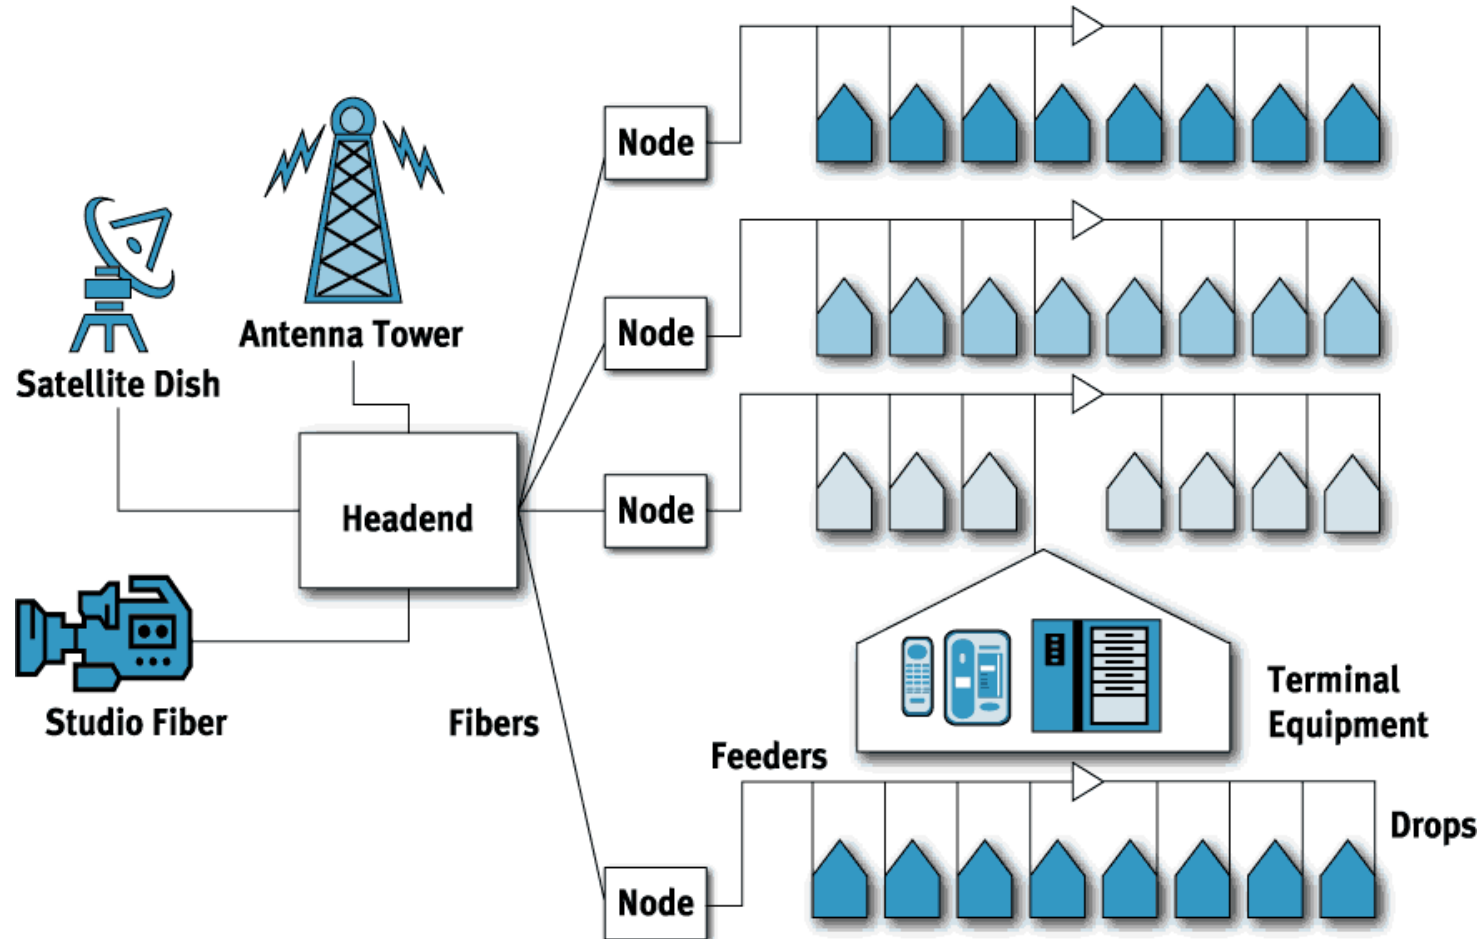 Node
Node
Antenna Tower
Satellite Dish
Node
Headend
Terminal
Equipment
Studio Fiber
Fibers
Feeders
Drops
Node